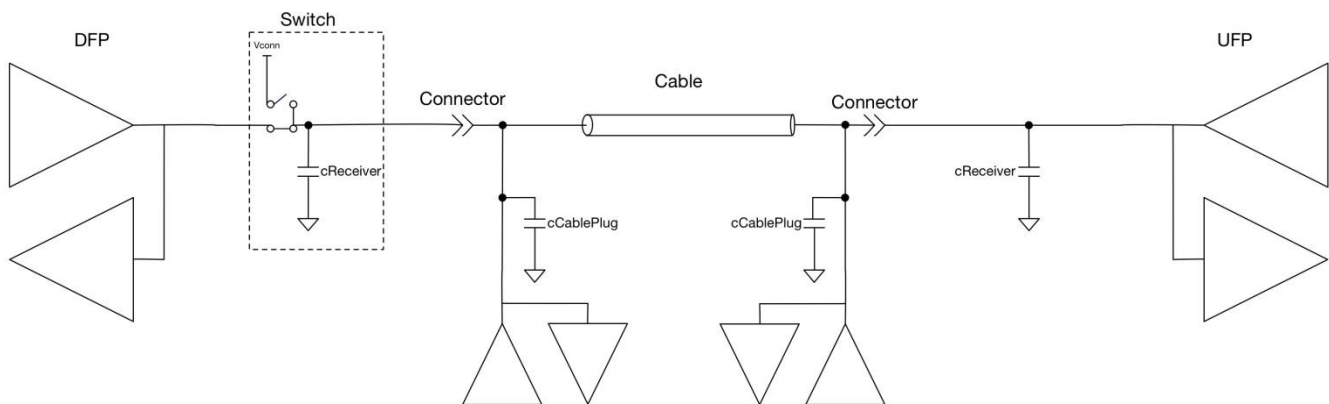 Switch
DFP
UFP
Vconn
Cable
Connector
Connector
cReceiver
cReceiver
cCablePlug
cCablePlug